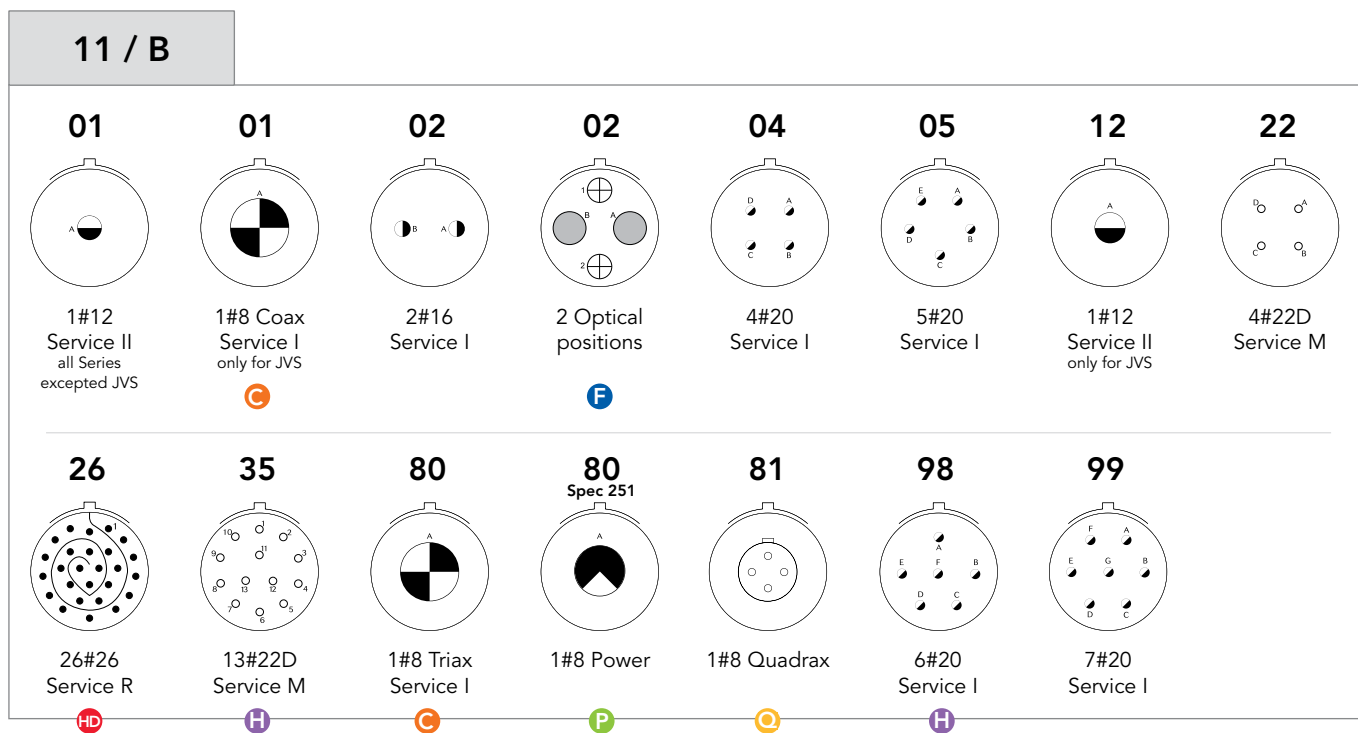 11 / B
01 01 02 02 04 05 12 22
A
A
B A
1 B A 2
D A C B
E A D B C
A
D A C B
1#12 1#8 Coax 2#16 2 Optical 4#20 5#20 1#12 4#22D
Service II Service I Service I positions Service I Service I Service II Service M
all Series only for JVS only for JVS
excepted JVS
C F
26 35 80 80 81 98 99
Spec 251
1
1 2 3 4 5 6 7 8 9 10 11 12 13
A
A
A E F B D C
F A E G B D C
26#26 13#22D 1#8 Triax 1#8 Power 1#8 Quadrax 6#20 7#20
Service R Service M Service I Service I Service I
HD H C P Q H